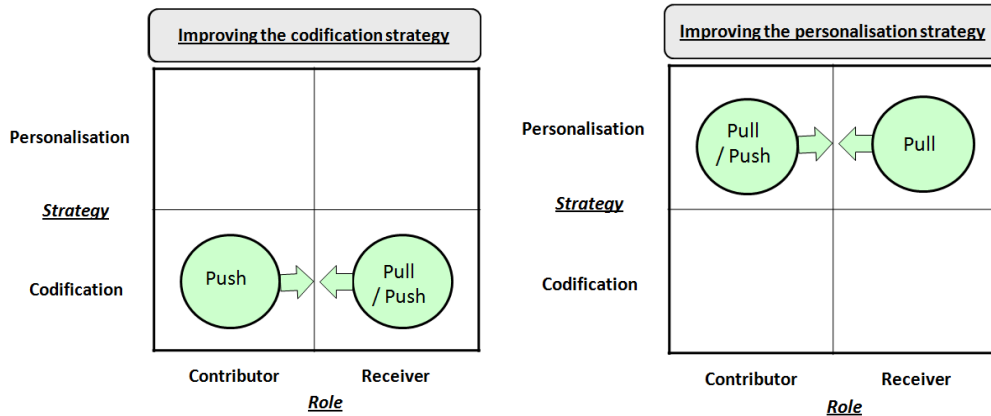 Improving the codification strategy
Personalisation
Strategy
Codification
Push
Pull
/ Push
Contributor
Receiver
Role
Improving the personalisation strategy
Personalisation
Strategy
Codification
Pull
/ Push
Pull
Contributor
Receiver
Role